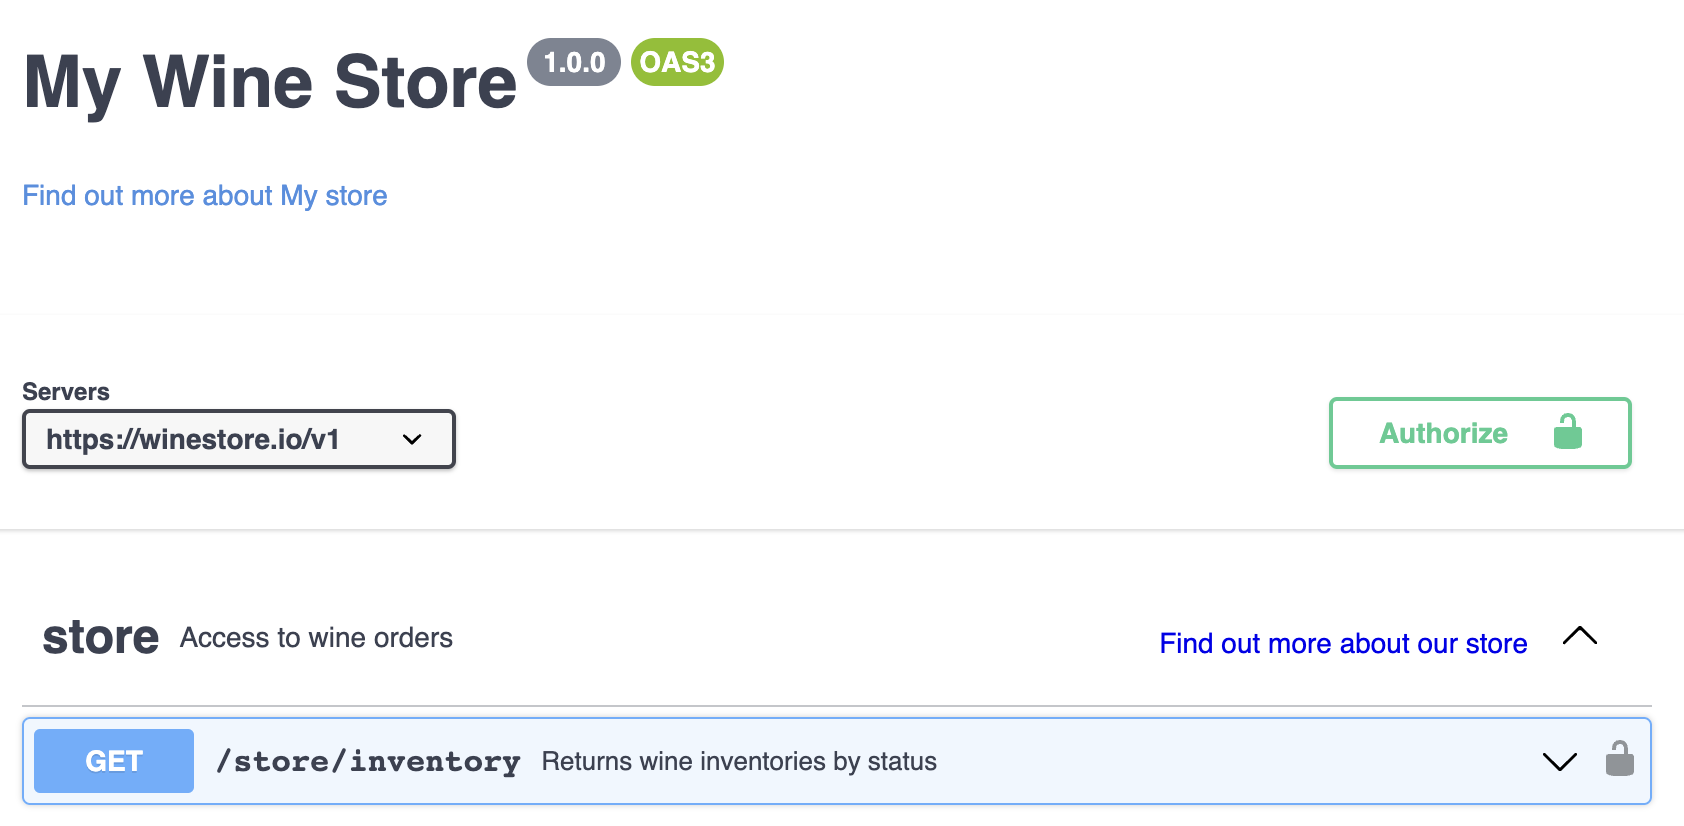 My Wine Store 1.0.0 OAS3
Find out more about My store
Servers
https://winestore.io/v1
Authorize
store Access to wine orders Find out more about our store
GET /store/inventory Returns wine inventories by status